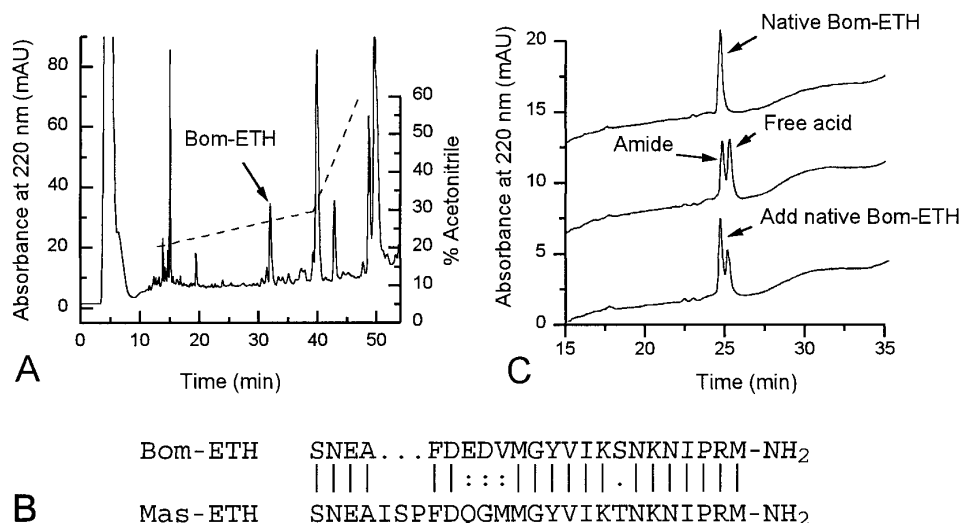 Absorbance at 220 nm (mAU)
80
60
40
20
0
Bom-ETH
60
50
40
30
20
10
0
% Acetonitrile
0 10 20 30 40 50
Time (min)
A
Absorbance at 220 nm (mAU)
20
15
10
5
0
Native Bom-ETH
Amide
Free acid
Add native Bom-ETH
15 20 25 30 35
Time (min)
C
Bom-ETH SNEA...FDEDVMGYVIKSNKNIPRM-NH₂
|||| ||:::||||||.||||||
B
Mas-ETH SNEAISPFDQGMMGYVIKTNKNIPRM-NH₂